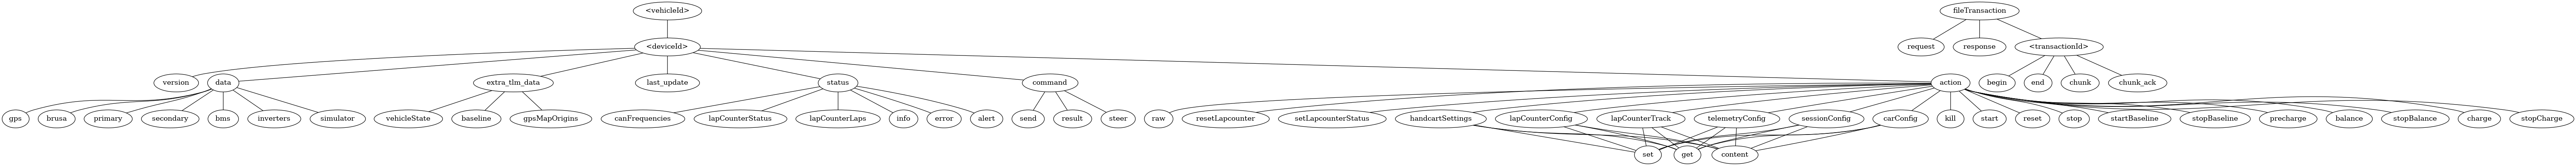 <vehicleId> fileTransaction
<deviceId> request response <transactionId>
version data extra_tlm_data last_update status command action begin end chunk chunk_ack
gps brusa primary secondary bms inverters simulator vehicleState baseline gpsMapOrigins canFrequencies lapCounterStatus lapCounterLaps info error alert send result steer raw resetLapcounter setLapcounterStatus handcartSettings lapCounterConfig lapCounterTrack telemetryConfig sessionConfig carConfig kill start reset stop startBaseline stopBaseline precharge balance stopBalance charge stopCharge
set get content